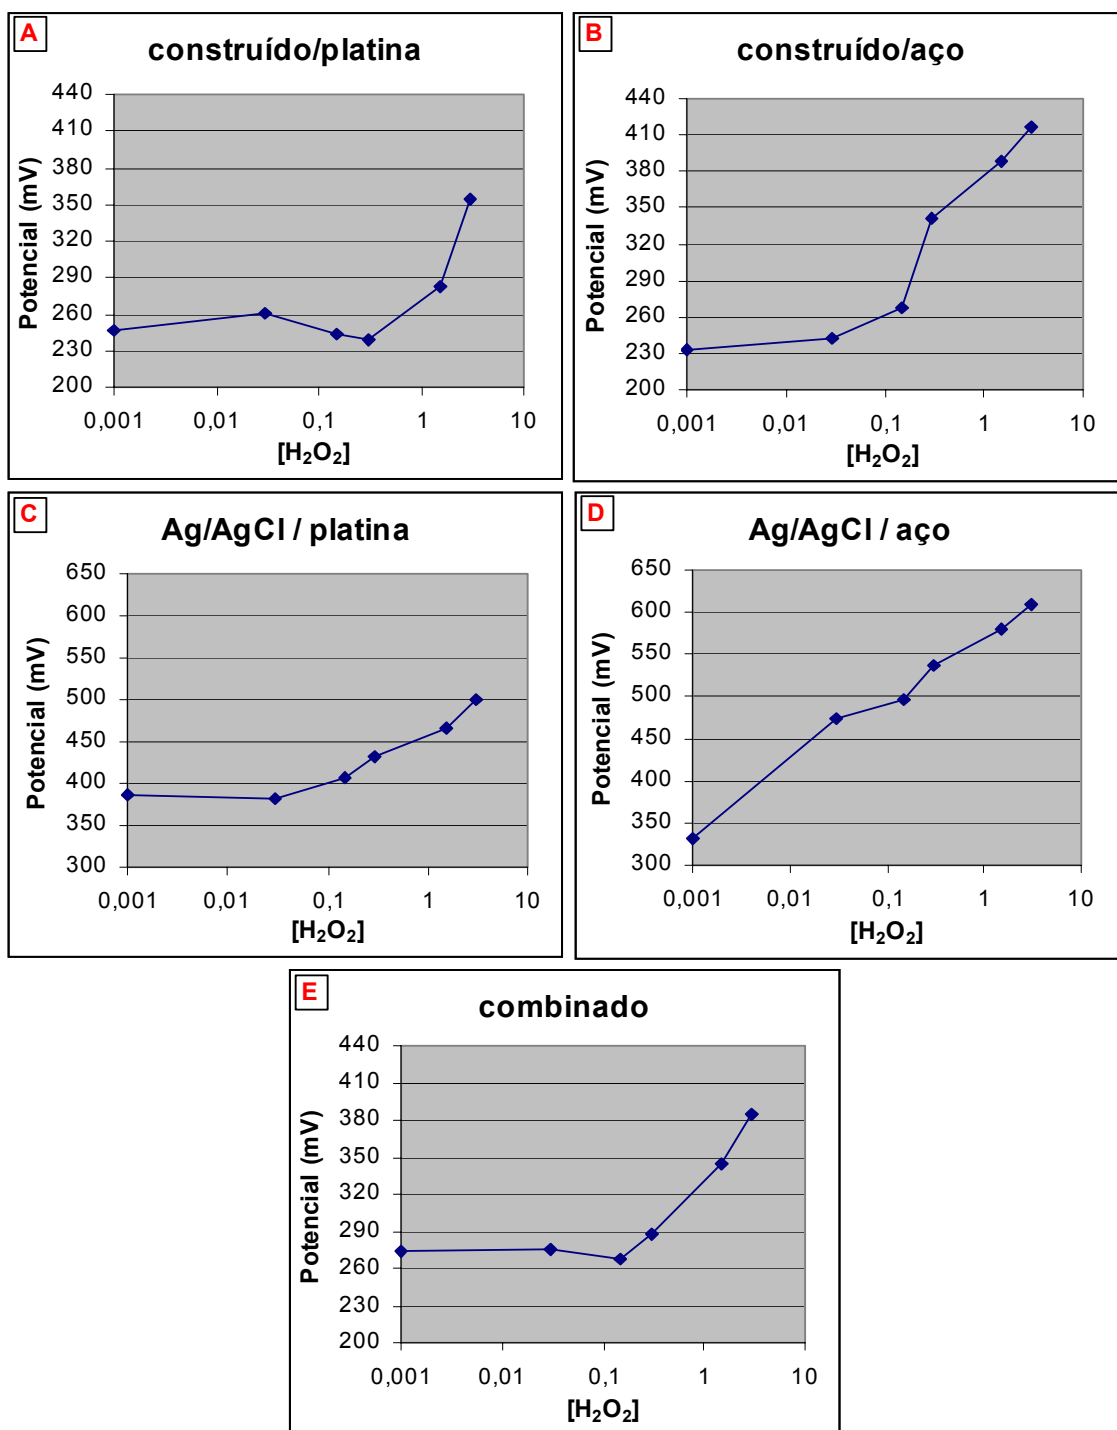 A
construído/platina
Potencial (mV)
440
410
380
350
320
290
260
230
200
0,001 0,01 0,1 1 10
[H₂O₂]
B
construído/aço
Potencial (mV)
440
410
380
350
320
290
260
230
200
0,001 0,01 0,1 1 10
[H₂O₂]
C
Ag/AgCl / platina
Potencial (mV)
650
600
550
500
450
400
350
300
0,001 0,01 0,1 1 10
[H₂O₂]
D
Ag/AgCl / aço
Potencial (mV)
650
600
550
500
450
400
350
300
0,001 0,01 0,1 1 10
[H₂O₂]
E
combinado
Potencial (mV)
440
410
380
350
320
290
260
230
200
0,001 0,01 0,1 1 10
[H₂O₂]